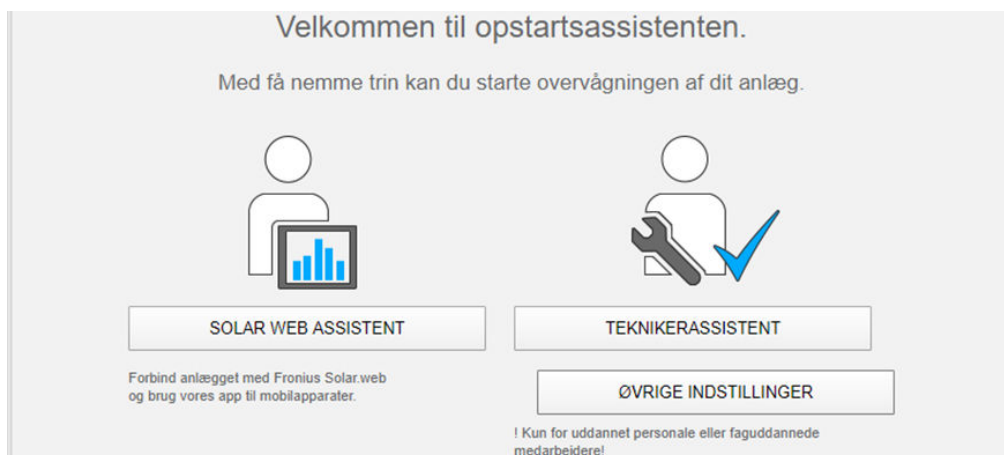 Velkommen til opstartsassistenten.
Med få nemme trin kan du starte overvågningen af dit anlæg.
SOLAR WEB ASSISTENT
Forbind anlægget med Fronius Solar.web
og brug vores app til mobilapparater.
TEKNIKERASSISTENT
ØVRIGE INDSTILLINGER
! Kun for uddannet personale eller faguddannede
medarbejdere!